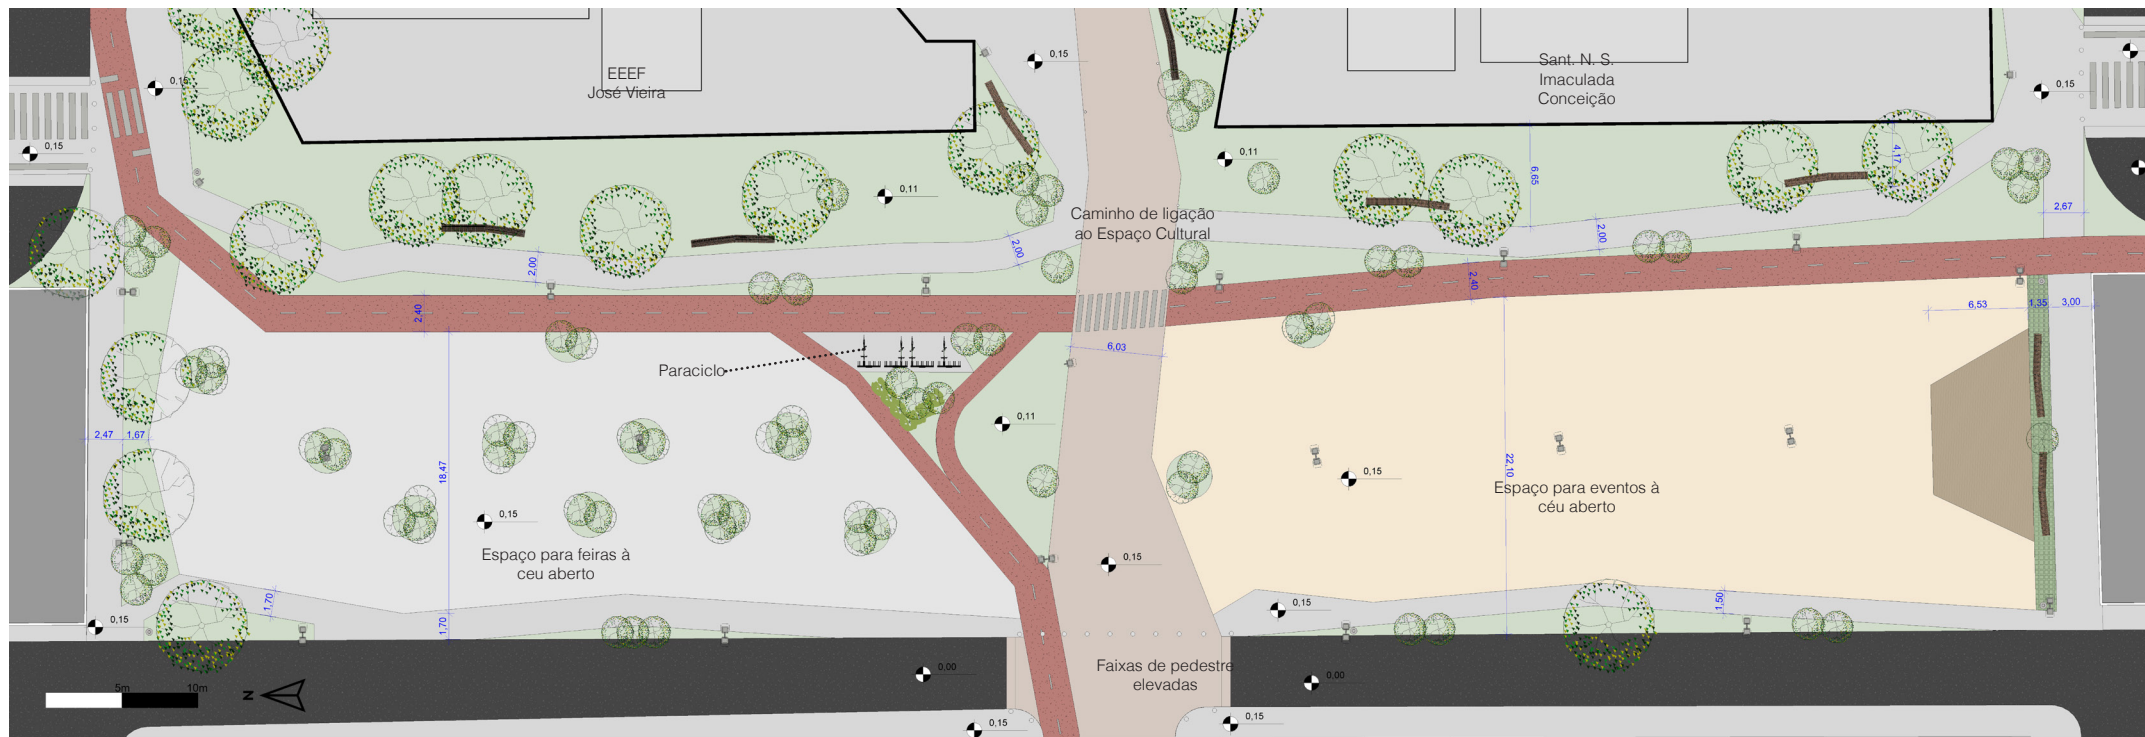 EEEF
José Vieira
Sant. N. S.
Imaculada
Conceição
0,15
0,15
0,15
0,15
0,11
0,11
4,17
6,65
Caminho de ligação
ao Espaço Cultural
2,67
2,00
2,00
2,00
2,40
2,40
6,53
1,35
3,00
6,03
Paraciclo
0,11
2,47
1,67
18,47
22,10
0,15
Espaço para eventos à
céu aberto
0,15
Espaço para feiras à
ceu aberto
0,15
1,70
1,70
0,15
0,15
1,50
Faixas de pedestre
elevadas
0,00
0,00
5m
10m
N
0,15
0,15